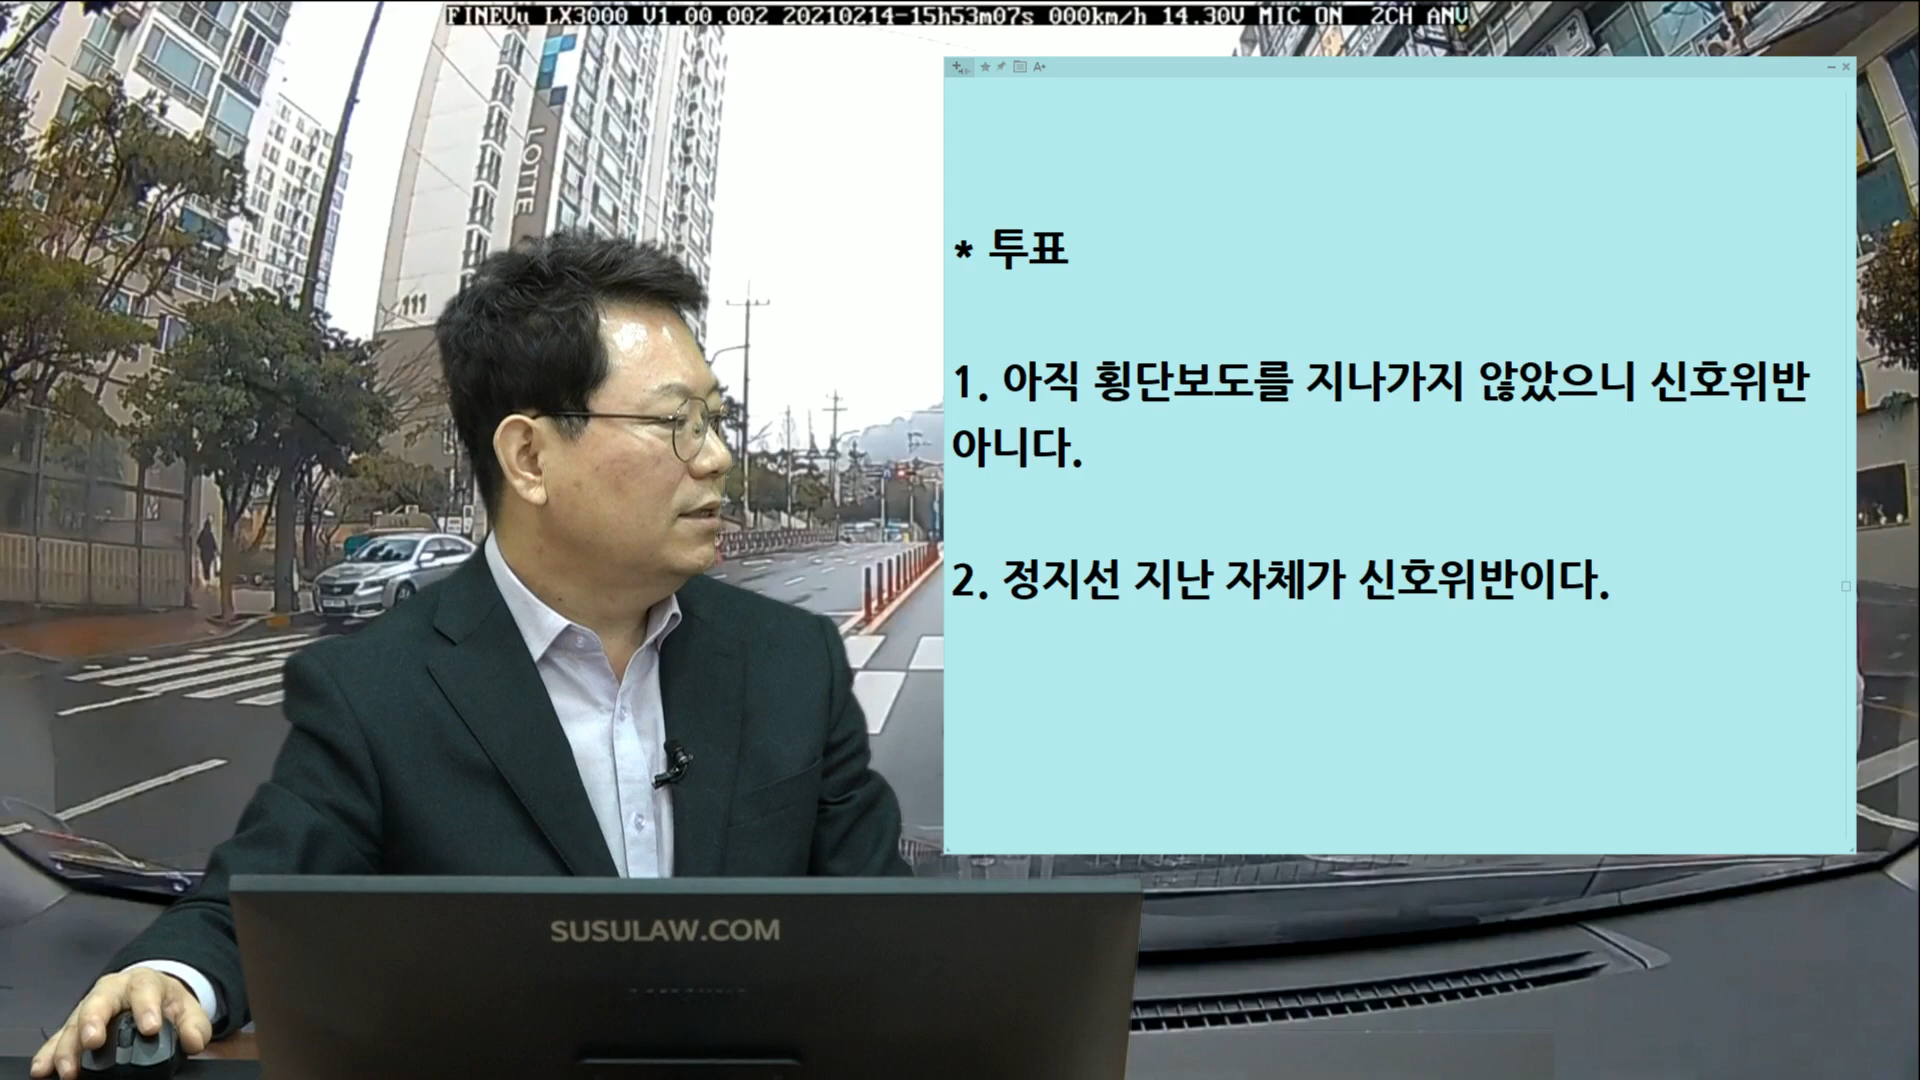 FINEVu LX3000 V1.00.002 20210214-15h53m07s 000km/h 14.30V MIC ON 2CH ANV
LOTTE
111
* 투표
1. 아직 횡단보도를 지나가지 않았으니 신호위반
아니다.
2. 정지선 지난 자체가 신호위반이다.
SUSULAW.COM